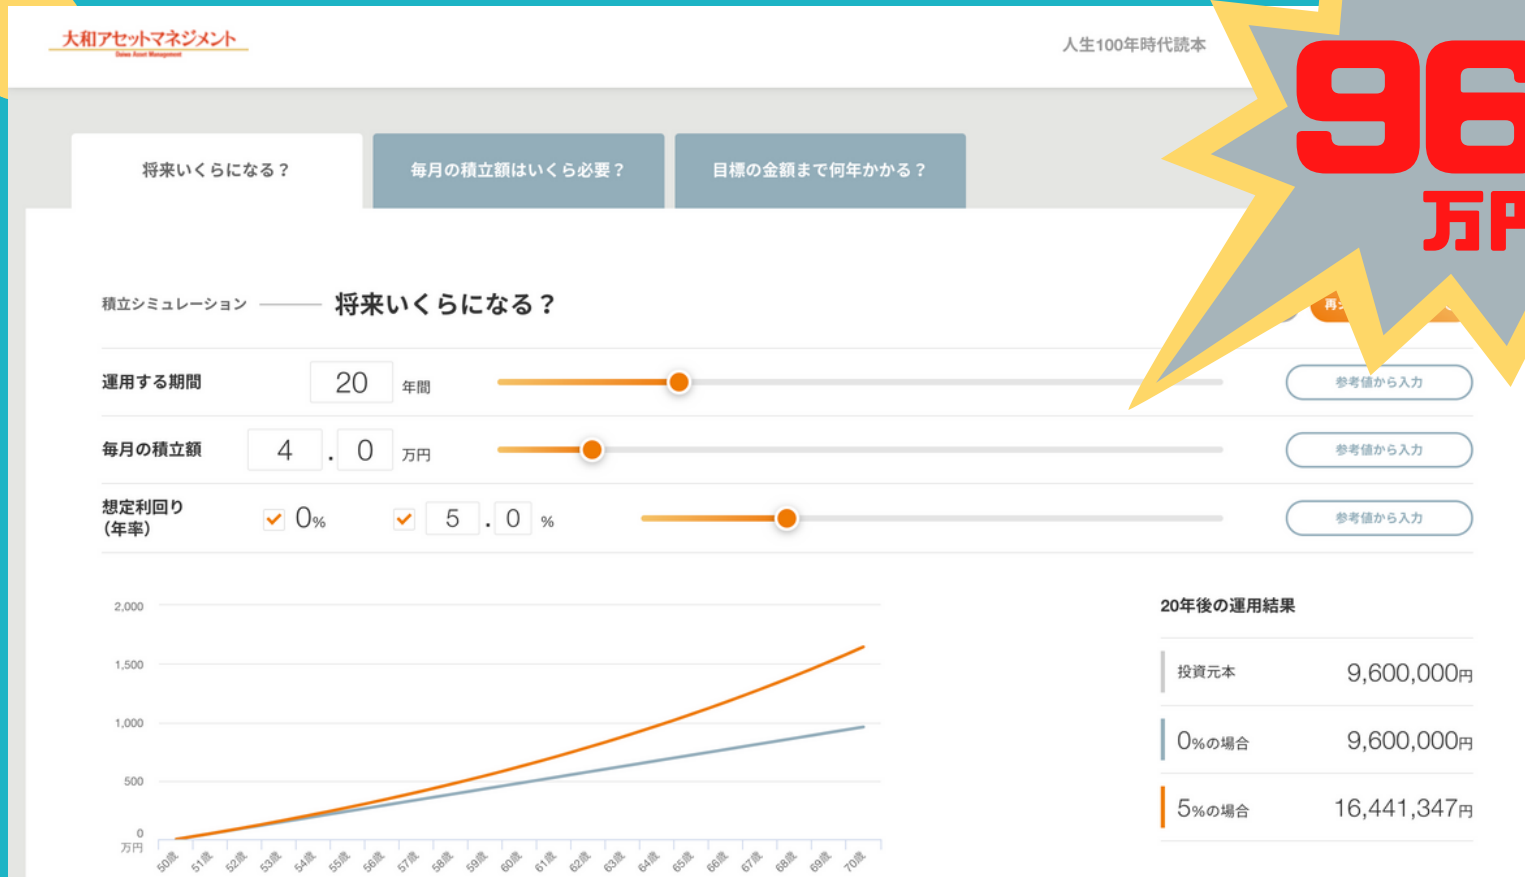 大和アセットマネジメント
Daiwa Asset Management
人生100年時代読本
96
万円
将来いくらになる？
毎月の積立額はいくら必要？
目標の金額まで何年かかる？
積立シミュレーション
将来いくらになる？
運用する期間 20 年間 参考値から入力
毎月の積立額 4 . 0 万円 参考値から入力
想定利回り
（年率） 0% 5 . 0 % 参考値から入力
2,000
1,500
1,000
500
0
万円
50歳 51歳 52歳 53歳 54歳 55歳 56歳 57歳 58歳 59歳 60歳 61歳 62歳 63歳 64歳 65歳 66歳 67歳 68歳 69歳 70歳
20年後の運用結果
投資元本 9,600,000円
0%の場合 9,600,000円
5%の場合 16,441,347円